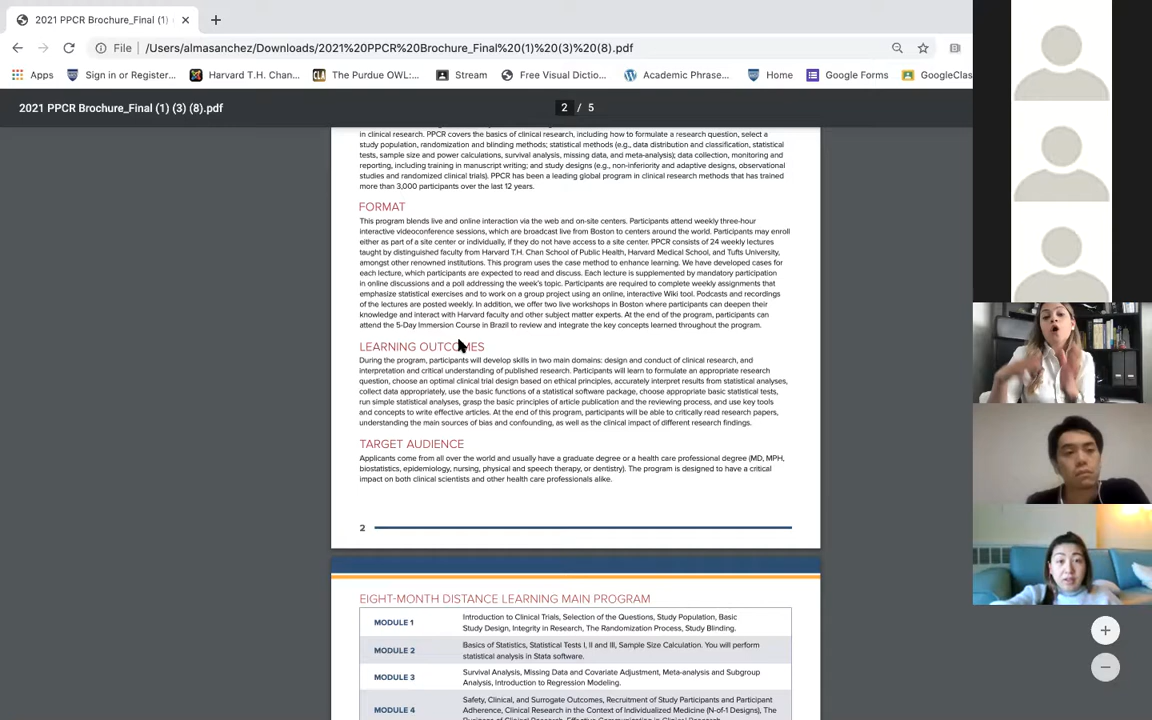 2021 PPCR Brochure_Final (1)
File
/Users/almasanchez/Downloads/2021%20PPCR%20Brochure_Final%20(1)%20(3)%20(8).pdf
Apps
Sign in or Register...
Harvard T.H. Chan...
The Purdue OWL:...
Stream
Free Visual Dictio...
Academic Phrase...
Home
Google Forms
GoogleClas
2021 PPCR Brochure_Final (1) (3) (8).pdf
2 / 5
in clinical research. PPCR covers the basics of clinical research, including how to formulate a research question, select a
study population, randomization and blinding methods; statistical methods (e.g., data distribution and classification, statistical
tests, sample size and power calculations, survival analysis, missing data, and meta-analysis); data collection, monitoring and
reporting, including training in manuscript writing; and study designs (e.g., non-inferiority and adaptive designs, observational
studies and randomized clinical trials). PPCR has been a leading global program in clinical research methods that has trained
more than 3,000 participants over the last 12 years.
FORMAT
This program blends live and online interaction via the web and on-site centers. Participants attend weekly three-hour
interactive videoconference sessions, which are broadcast live from Boston to centers around the world. Participants may enroll
either as part of a site center or individually, if they do not have access to a site center. PPCR consists of 24 weekly lectures
taught by distinguished faculty from Harvard T.H. Chan School of Public Health, Harvard Medical School, and Tufts University,
amongst other renowned institutions. This program uses the case method to enhance learning. We have developed cases for
each lecture, which participants are expected to read and discuss. Each lecture is supplemented by mandatory participation
in online discussions and a poll addressing the week's topic. Participants are required to complete weekly assignments that
emphasize statistical exercises and to work on a group project using an online, interactive Wiki tool. Podcasts and recordings
of the lectures are posted weekly. In addition, we offer two live workshops in Boston where participants can deepen their
knowledge and interact with Harvard faculty and other subject matter experts. At the end of the program, participants can
attend the 5-Day Immersion Course in Brazil to review and integrate the key concepts learned throughout the program.
LEARNING OUTCOMES
During the program, participants will develop skills in two main domains: design and conduct of clinical research, and
interpretation and critical understanding of published research. Participants will learn to formulate an appropriate research
question, choose an optimal clinical trial design based on ethical principles, accurately interpret results from statistical analyses,
collect data appropriately, use the basic functions of a statistical software package, choose appropriate basic statistical tests,
run simple statistical analyses, grasp the basic principles of article publication and the reviewing process, and use key tools
and concepts to write effective articles. At the end of this program, participants will be able to critically read research papers,
understanding the main sources of bias and confounding, as well as the clinical impact of different research findings.
TARGET AUDIENCE
Applicants come from all over the world and usually have a graduate degree or a health care professional degree (MD, MPH,
biostatistics, epidemiology, nursing, physical and speech therapy, or dentistry). The program is designed to have a critical
impact on both clinical scientists and other health care professionals alike.
2
EIGHT-MONTH DISTANCE LEARNING MAIN PROGRAM
MODULE 1
Introduction to Clinical Trials, Selection of the Questions, Study Population, Basic
Study Design, Integrity in Research, The Randomization Process, Study Blinding.
MODULE 2
Basics of Statistics, Statistical Tests I, II and III, Sample Size Calculation. You will perform
statistical analysis in Stata software.
MODULE 3
Survival Analysis, Missing Data and Covariate Adjustment, Meta-analysis and Subgroup
Analysis, Introduction to Regression Modeling.
MODULE 4
Safety, Clinical, and Surrogate Outcomes, Recruitment of Study Participants and Participant
Adherence, Clinical Research in the Context of Individualized Medicine (N-of-1 Designs), The